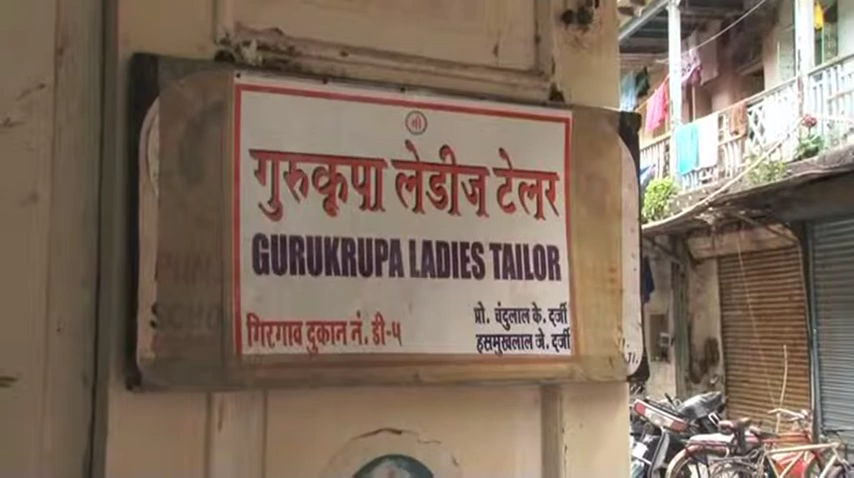 श्री
गुरुकृपा लेडीज टेलर
GURUKRUPA LADIES TAILOR
गिरगाव दुकान नं. डी-५
प्रो. चंदुलाल के. दर्जी
हसमुखलाल जे. दर्जी